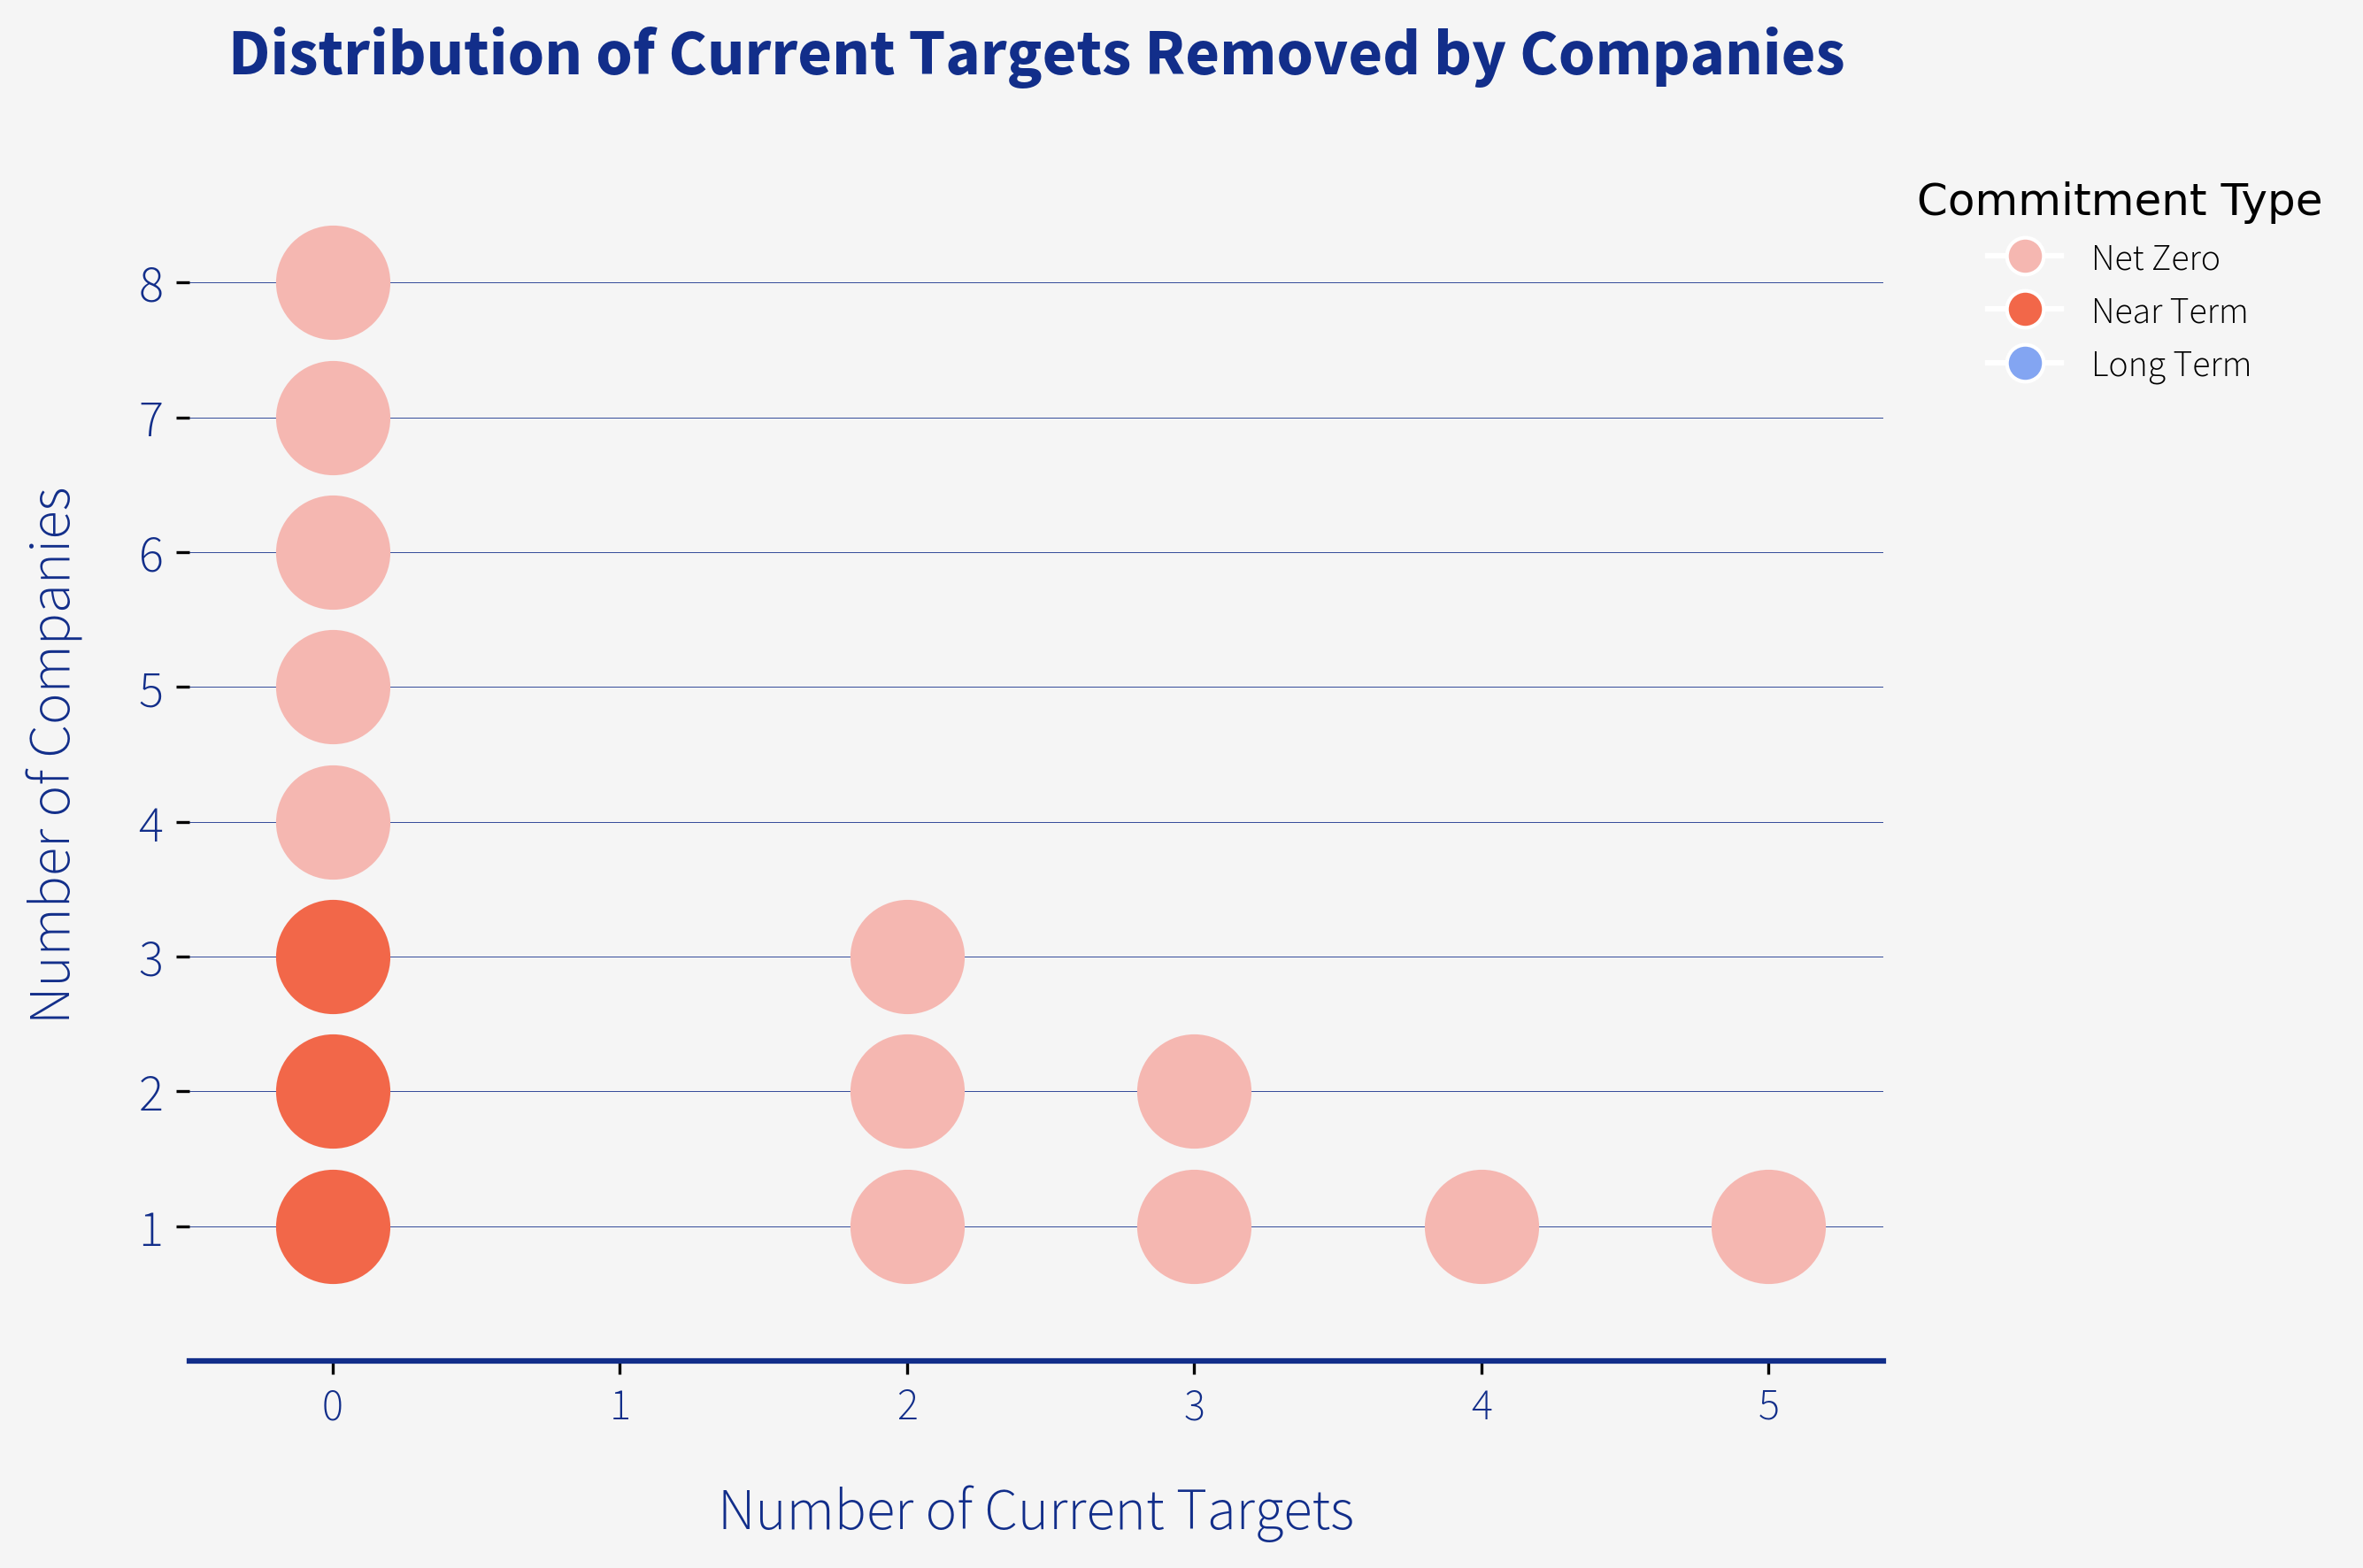 Distribution of Current Targets Removed by Companies
Commitment Type
Net Zero
Near Term
Long Term
Number of Companies
8
7
6
5
4
3
2
1
0 1 2 3 4 5
Number of Current Targets